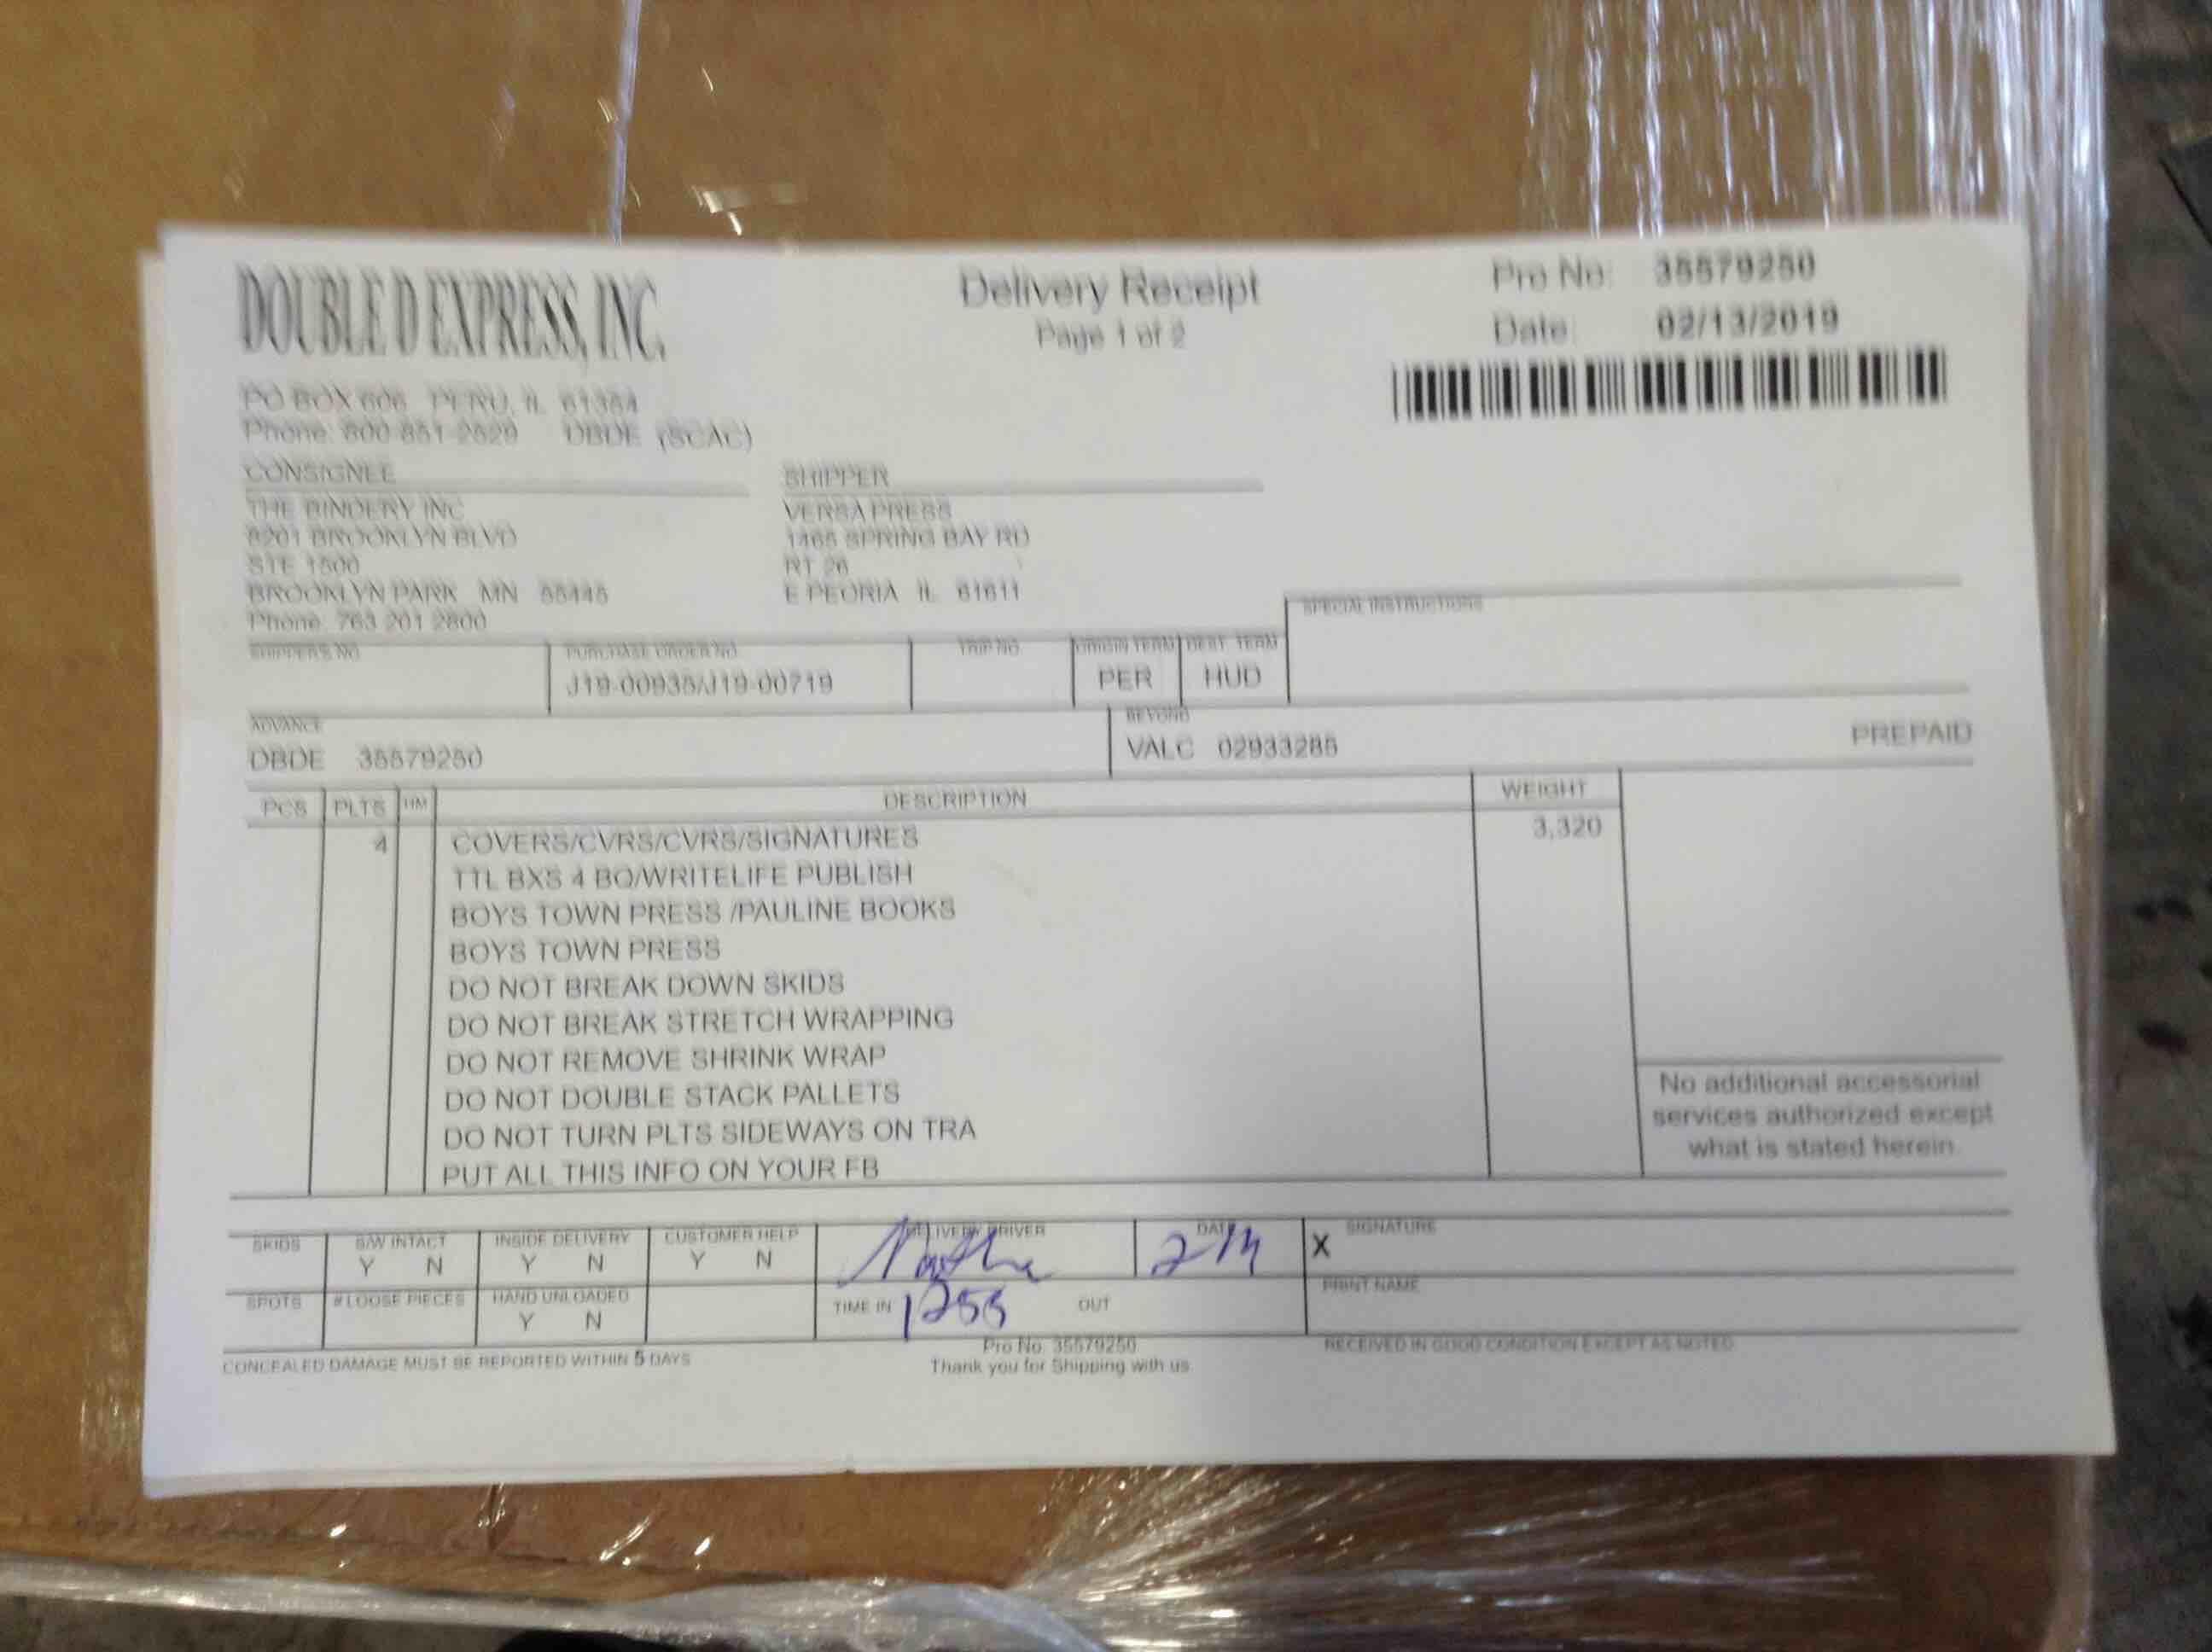 DOUBLE D EXPRESS, INC.
Delivery Receipt
Page 1 of 2
Pro No: 35579250
Date: 02/13/2019
PO BOX 606 PERU, IL 61354
Phone: 800-851-2529 DBDE (SCAC)
CONSIGNEE
THE BINDERY INC
8201 BROOKLYN BLVD
STE 1500
BROOKLYN PARK MN 55445
Phone: 763 201 2800
SHIPPER
VERSA PRESS
1465 SPRING BAY RD
RT 26
E PEORIA IL 61611
SPECIAL INSTRUCTIONS
SHIPPERS NO
PURCHASE ORDER NO.
J19-00935/J19-00719
TRIP NO
ORIGIN TERM
PER
DEST. TERM
HUD
ADVANCE
DBDE 35579250
BEYOND
VALC 02933285
PREPAID
PCS PLTS HM DESCRIPTION WEIGHT
4 COVERS/CVRS/CVRS/SIGNATURES 3,320
TTL BXS 4 BQ/WRITELIFE PUBLISH
BOYS TOWN PRESS /PAULINE BOOKS
BOYS TOWN PRESS
DO NOT BREAK DOWN SKIDS
DO NOT BREAK STRETCH WRAPPING
DO NOT REMOVE SHRINK WRAP
DO NOT DOUBLE STACK PALLETS
DO NOT TURN PLTS SIDEWAYS ON TRA
PUT ALL THIS INFO ON YOUR FB
No additional accessorial
services authorized except
what is stated herein.
SKIDS
S/W INTACT
Y N
INSIDE DELIVERY
Y N
CUSTOMER HELP
Y N
DELIVERY DRIVER
DATE
X SIGNATURE
SPOTS
# LOOSE PIECES
HAND UNLOADED
Y N
TIME IN 1255 OUT
PRINT NAME
CONCEALED DAMAGE MUST BE REPORTED WITHIN 5 DAYS
Pro No. 35579250
Thank you for Shipping with us
RECEIVED IN GOOD CONDITION EXCEPT AS NOTED